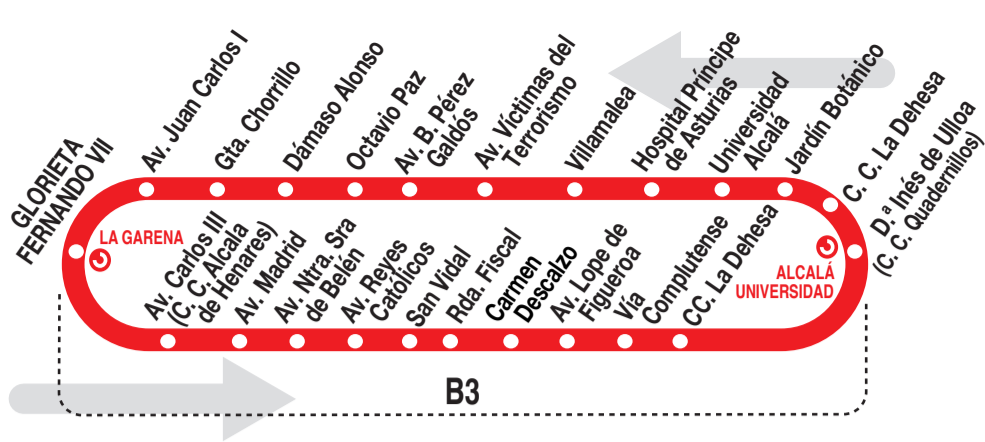 GLORIETA
FERNANDO VII
Av. Juan Carlos I
Gta. Chorrillo
Dámaso Alonso
Octavio Paz
Av. B. Pérez
Galdós
Av. Víctimas del
Terrorismo
Villamalea
Hospital Príncipe
de Asturias
Universidad
Alcalá
Jardín Botánico
C. C. La Dehesa
D.ª Inés de Ulloa
(C. C. Quadernillos)
LA GARENA
ALCALÁ
UNIVERSIDAD
Av. Carlos III
(C. C. Alcala
de Henares)
Av. Madrid
Av. Ntra. Sra
de Belén
Av. Reyes
Católicos
San Vidal
Rda. Fiscal
Carmen
Descalzo
Av. Lope de
Figueroa
Vía
Complutense
CC. La Dehesa
B3